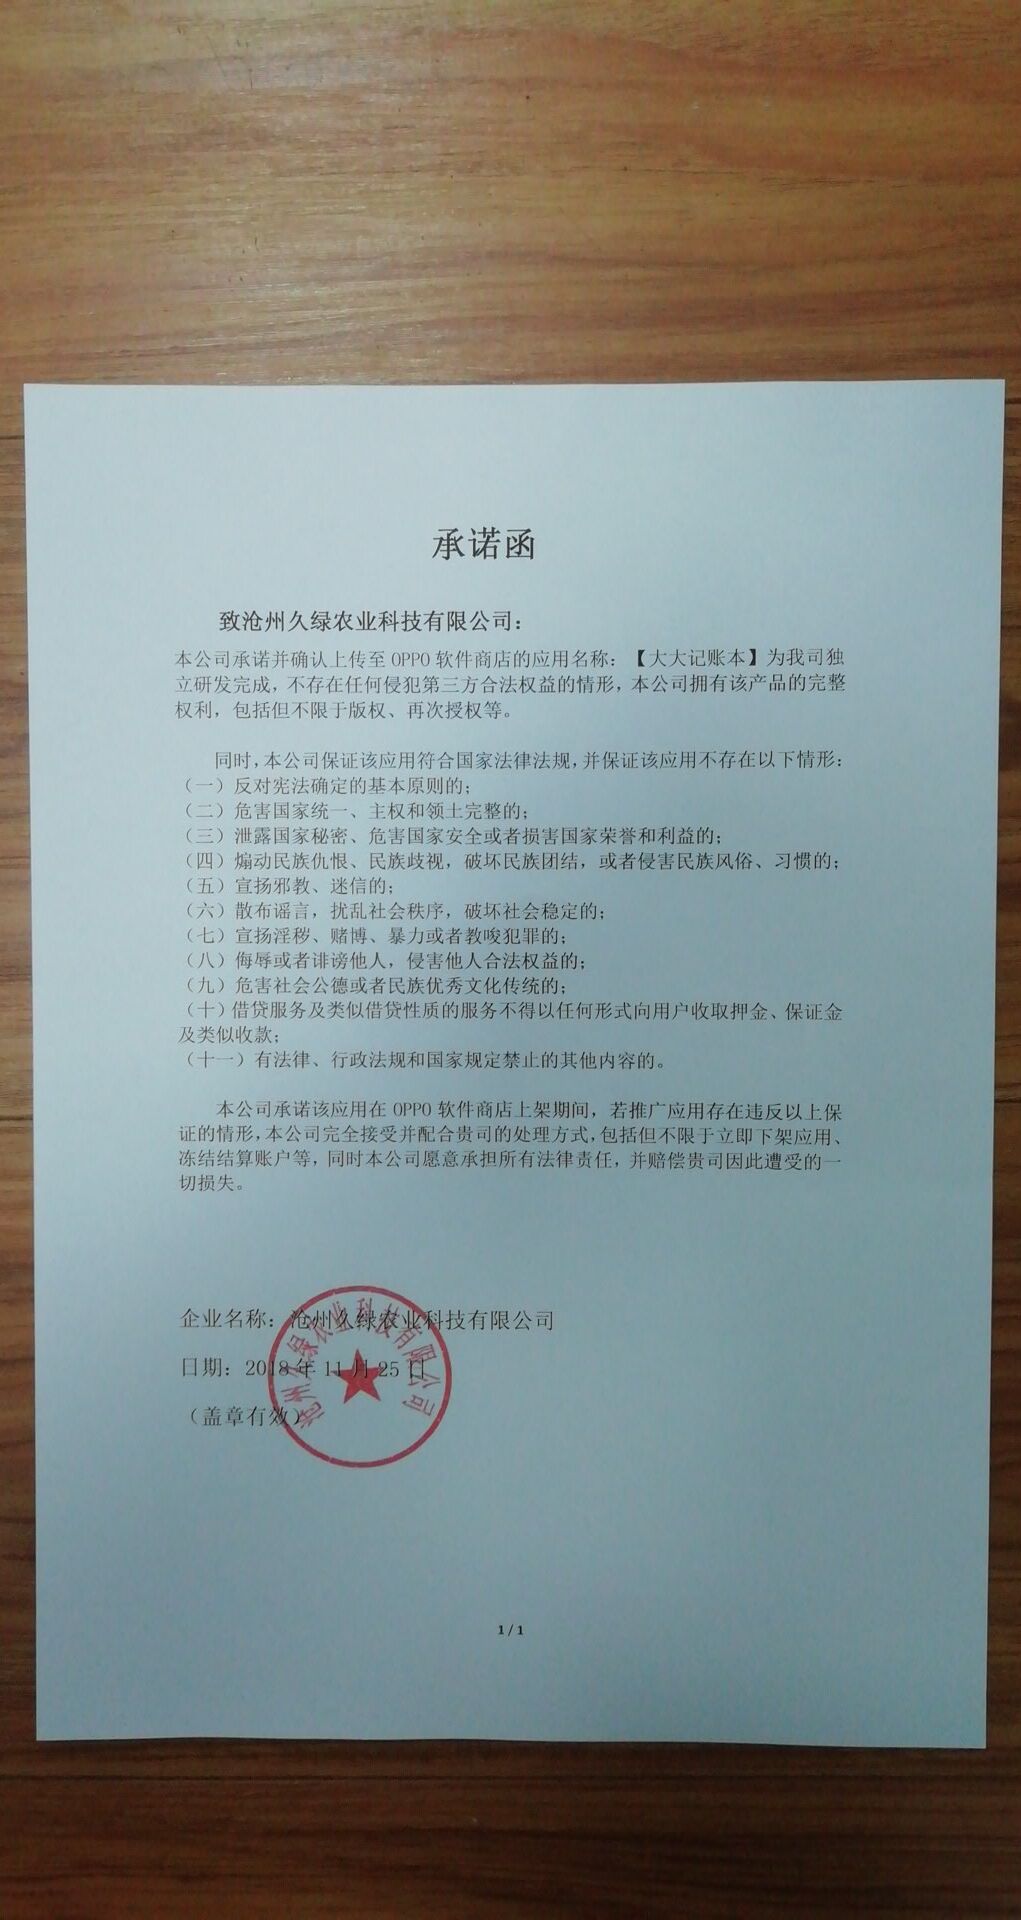 承诺函
致沧州久绿农业科技有限公司：
本公司承诺并确认上传至 OPPO 软件商店的应用名称：【大大记账本】为我司独
立研发完成，不存在任何侵犯第三方合法权益的情形，本公司拥有该产品的完整
权利，包括但不限于版权、再次授权等。
同时，本公司保证该应用符合国家法律法规，并保证该应用不存在以下情形：
（一）反对宪法确定的基本原则的；
（二）危害国家统一、主权和领土完整的；
（三）泄露国家秘密、危害国家安全或者损害国家荣誉和利益的；
（四）煽动民族仇恨、民族歧视，破坏民族团结，或者侵害民族风俗、习惯的；
（五）宣扬邪教、迷信的；
（六）散布谣言，扰乱社会秩序，破坏社会稳定的；
（七）宣扬淫秽、赌博、暴力或者教唆犯罪的；
（八）侮辱或者诽谤他人，侵害他人合法权益的；
（九）危害社会公德或者民族优秀文化传统的；
（十）借贷服务及类似借贷性质的服务不得以任何形式向用户收取押金、保证金
及类似收款；
（十一）有法律、行政法规和国家规定禁止的其他内容的。
本公司承诺该应用在 OPPO 软件商店上架期间，若推广应用存在违反以上保
证的情形，本公司完全接受并配合贵司的处理方式，包括但不限于立即下架应用、
冻结结算账户等，同时本公司愿意承担所有法律责任，并赔偿贵司因此遭受的一
切损失。
企业名称：沧州久绿农业科技有限公司
日期：2018 年 11 月 25 日
（盖章有效）
沧州久绿农业科技有限公司
1 / 1